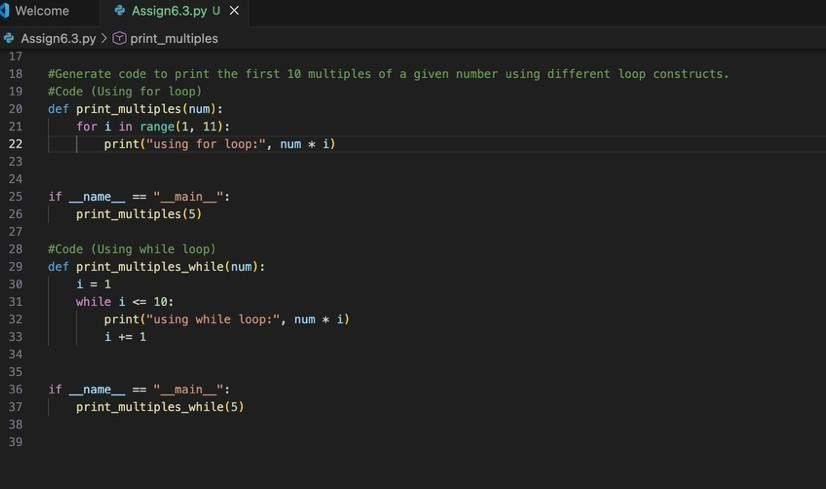 Welcome Assign6.3.py U
Assign6.3.py > print_multiples
17
18 #Generate code to print the first 10 multiples of a given number using different loop constructs.
19 #Code (Using for loop)
20 def print_multiples(num):
21     for i in range(1, 11):
22         print("using for loop:", num * i)
23
24
25 if __name__ == "__main__":
26     print_multiples(5)
27
28 #Code (Using while loop)
29 def print_multiples_while(num):
30     i = 1
31     while i <= 10:
32         print("using while loop:", num * i)
33         i += 1
34
35
36 if __name__ == "__main__":
37     print_multiples_while(5)
38
39